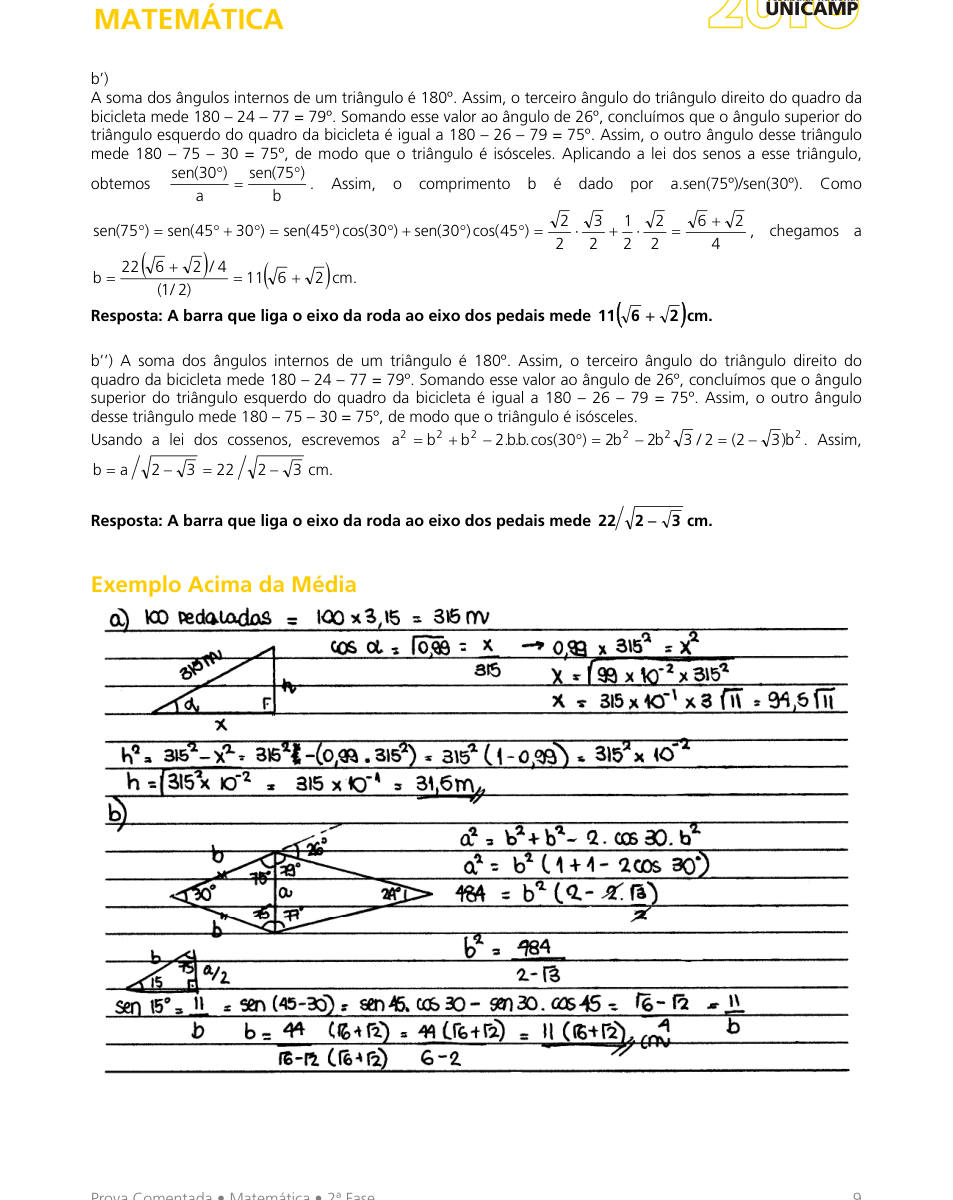 MATEMÁTICA
UNICAMP
b’)
A soma dos ângulos internos de um triângulo é 180º. Assim, o terceiro ângulo do triângulo direito do quadro da
bicicleta mede 180 – 24 – 77 = 79º. Somando esse valor ao ângulo de 26º, concluímos que o ângulo superior do
triângulo esquerdo do quadro da bicicleta é igual a 180 – 26 – 79 = 75º. Assim, o outro ângulo desse triângulo
mede 180 – 75 – 30 = 75º, de modo que o triângulo é isósceles. Aplicando a lei dos senos a esse triângulo,
obtemos sen(30°)/a = sen(75°)/b . Assim, o comprimento b é dado por a.sen(75º)/sen(30º). Como
sen(75°) = sen(45° + 30°) = sen(45°) cos(30°) + sen(30°) cos(45°) = √2/2 · √3/2 + 1/2 · √2/2 = (√6 + √2)/4 , chegamos a
b = 22(√6 + √2)/4 / (1/2) = 11(√6 + √2)cm.
Resposta: A barra que liga o eixo da roda ao eixo dos pedais mede 11(√6 + √2)cm.
b’’) A soma dos ângulos internos de um triângulo é 180º. Assim, o terceiro ângulo do triângulo direito do
quadro da bicicleta mede 180 – 24 – 77 = 79º. Somando esse valor ao ângulo de 26º, concluímos que o ângulo
superior do triângulo esquerdo do quadro da bicicleta é igual a 180 – 26 – 79 = 75º. Assim, o outro ângulo
desse triângulo mede 180 – 75 – 30 = 75º, de modo que o triângulo é isósceles.
Usando a lei dos cossenos, escrevemos a² = b² + b² − 2.b.b.cos(30°) = 2b² − 2b²√3 / 2 = (2 − √3)b² . Assim,
b = a/√(2 − √3) = 22/√(2 − √3) cm.
Resposta: A barra que liga o eixo da roda ao eixo dos pedais mede 22/√(2 − √3) cm.
Exemplo Acima da Média
a) 100 pedaladas = 100 x 3,15 = 315 m
cos α = √0,99 = x/315 → 0,99 x 315² = x²
315 m
h
α
x
x = √(99 x 10⁻² x 315²)
x = 315 x 10⁻¹ x 3√11 = 94,5√11
h² = 315² − x² = 315² − (0,99 . 315²) = 315² (1 − 0,99) = 315² x 10⁻²
h = √(315² x 10⁻²) = 315 x 10⁻¹ = 31,5 m
b)
b 26° 75° 79° 30° a 24° 75 77° b
a² = b² + b² − 2 . cos 30 . b²
a² = b² (1 + 1 − 2 cos 30°)
484 = b² (2 − 2.√3/2)
b² = 484/(2 − √3)
b 75 a/2 15
sen 15° = 11/b = sen (45-30) = sen 45. cos 30 − sen 30. cos 45 = (√6 − √2)/4 = 11/b
b = 44/(√6 − √2) (√6 + √2)/(√6 + √2) = 44 (√6 + √2)/(6 − 2) = 11 (√6 + √2) cm
Prova Comentada • Matemática • 2ª Fase 9